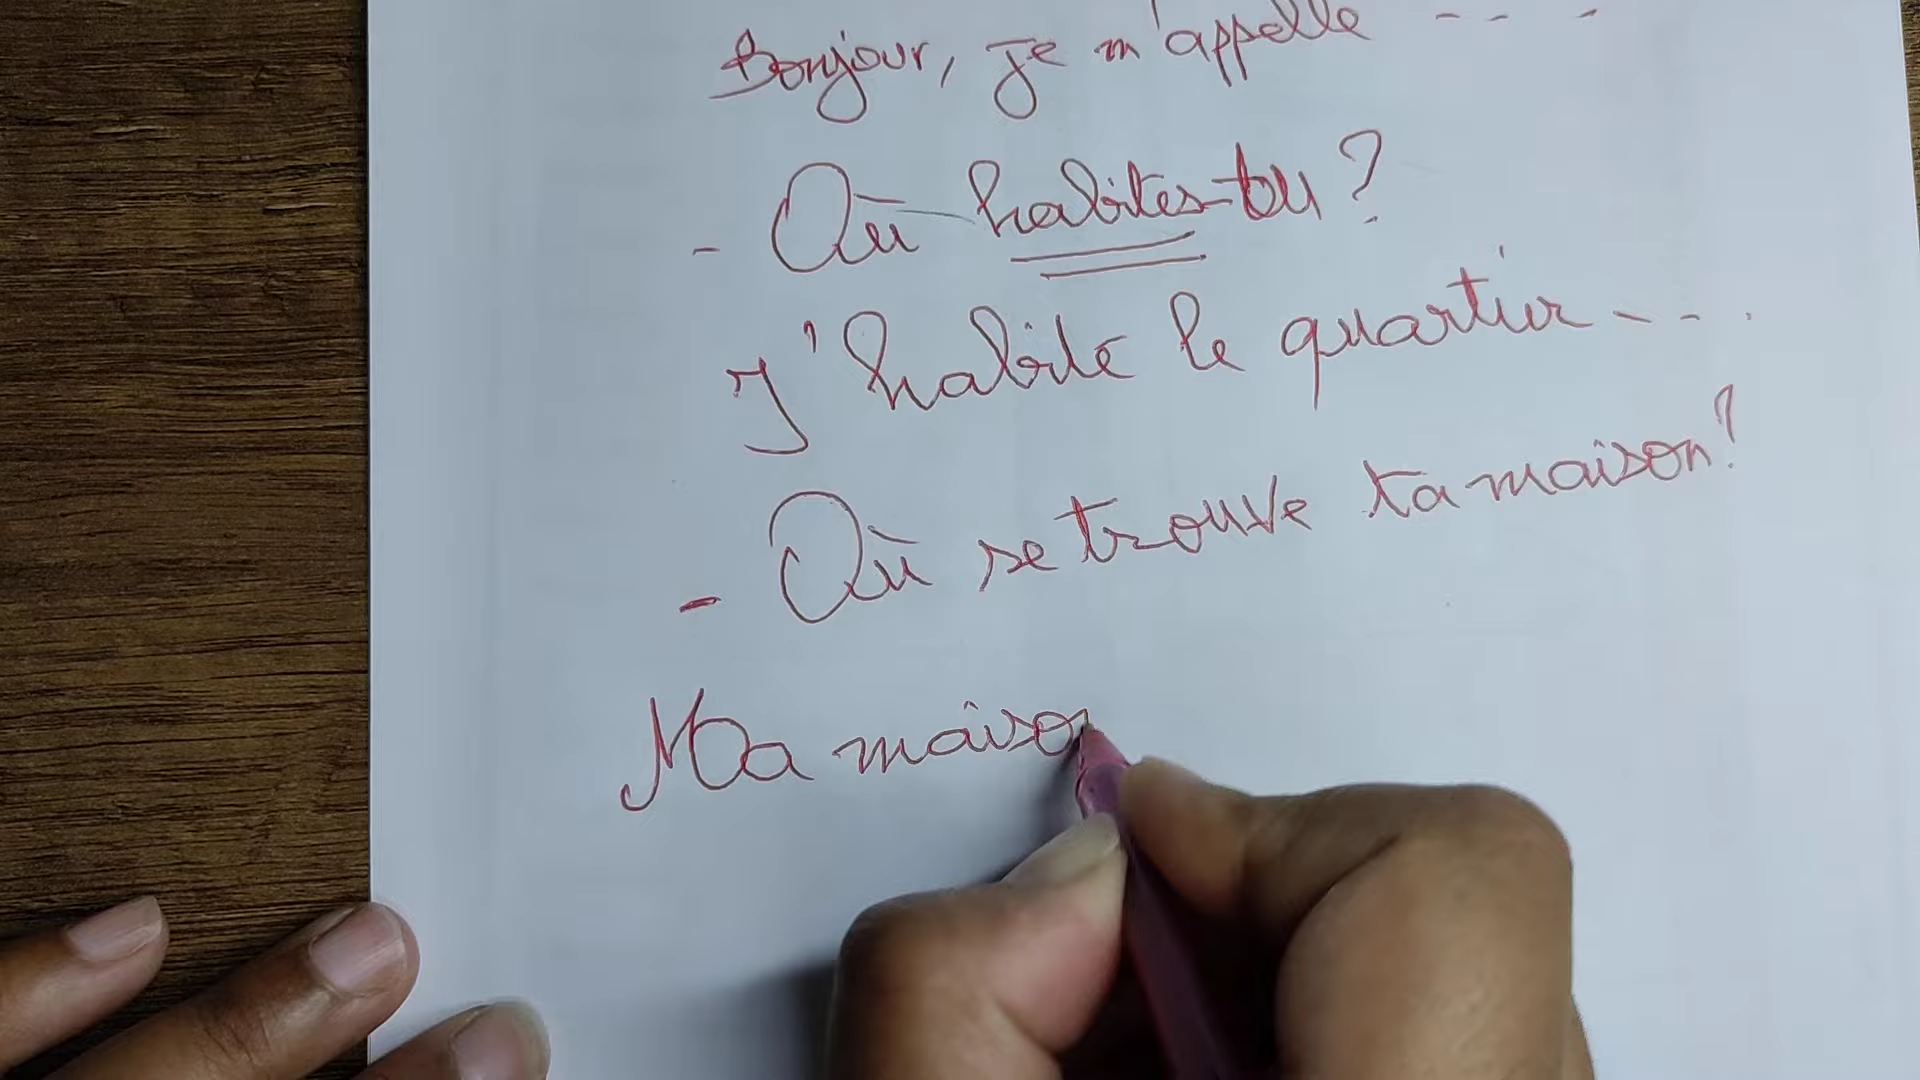 Bonjour, Je m'appelle - - -
- Où habites-tu ?
J'habite le quartier - - .
- Où se trouve ta maison ?
Ma maison